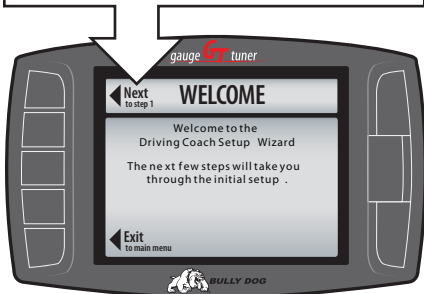 gauge GT tuner
Next
to step 1
WELCOME
Welcome to the
Driving Coach Setup Wizard
The ne xt few steps will take you
through the initial setup .
Exit
to main menu
BULLY DOG